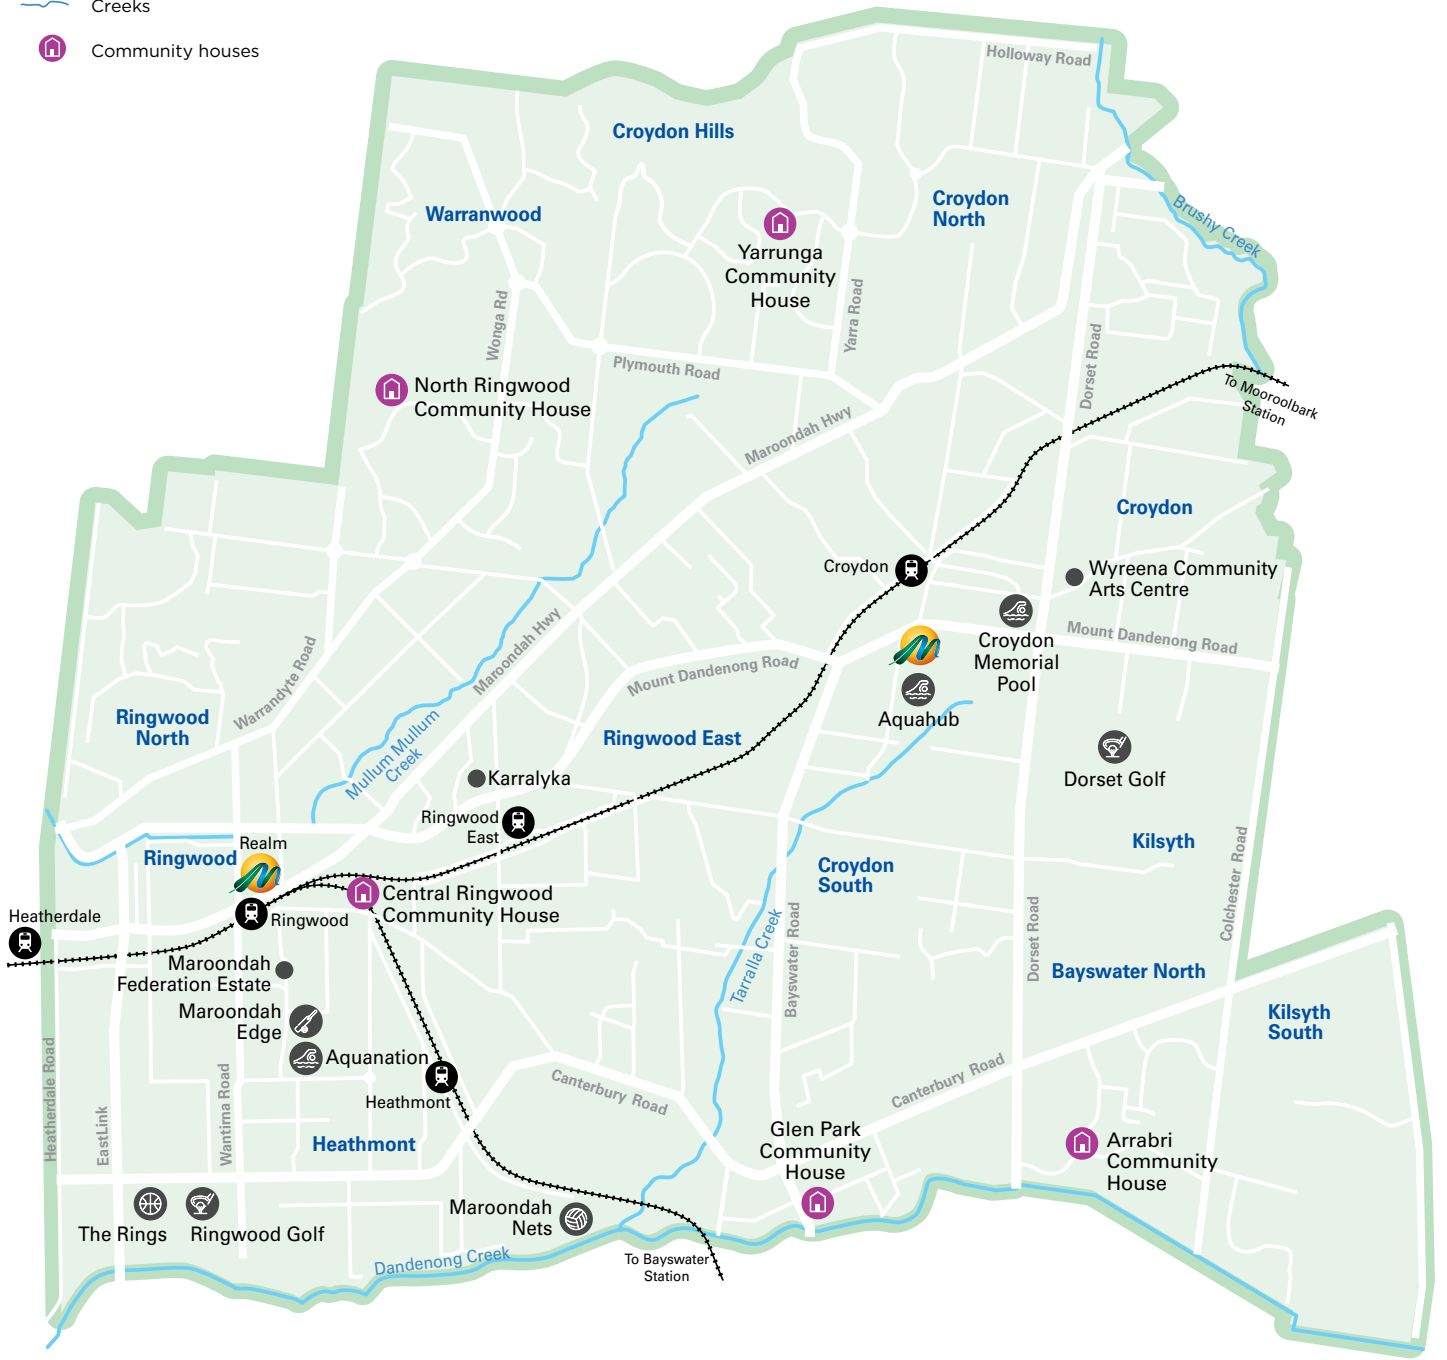 Creeks
Community houses
Holloway Road
Croydon Hills
Croydon
North
Warranwood
Brushy Creek
Yarrunga
Community
House
Wonga Rd
Yarra Road
Dorset Road
Plymouth Road
To Mooroolbark
Station
North Ringwood
Community House
Maroondah Hwy
Croydon
Croydon
Wyreena Community
Arts Centre
Maroondah Hwy
Warrandyte Road
Mount Dandenong Road
Croydon
Memorial
Pool
Mount Dandenong Road
Aquahub
Ringwood
North
Mullum Mullum
Creek
Ringwood East
Karralyka
Dorset Golf
Ringwood
East
Kilsyth
Realm
Ringwood
Croydon
South
Colchester Road
Central Ringwood
Community House
Heatherdale
Ringwood
Tarralla Creek
Bayswater Road
Dorset Road
Maroondah
Federation Estate
Bayswater North
Maroondah
Edge
Kilsyth
South
Aquanation
Heatherdale Road
EastLink
Wantirna Road
Heathmont
Canterbury Road
Canterbury Road
Heathmont
Glen Park
Community
House
Arrabri
Community
House
The Rings
Ringwood Golf
Maroondah
Nets
Dandenong Creek
To Bayswater
Station